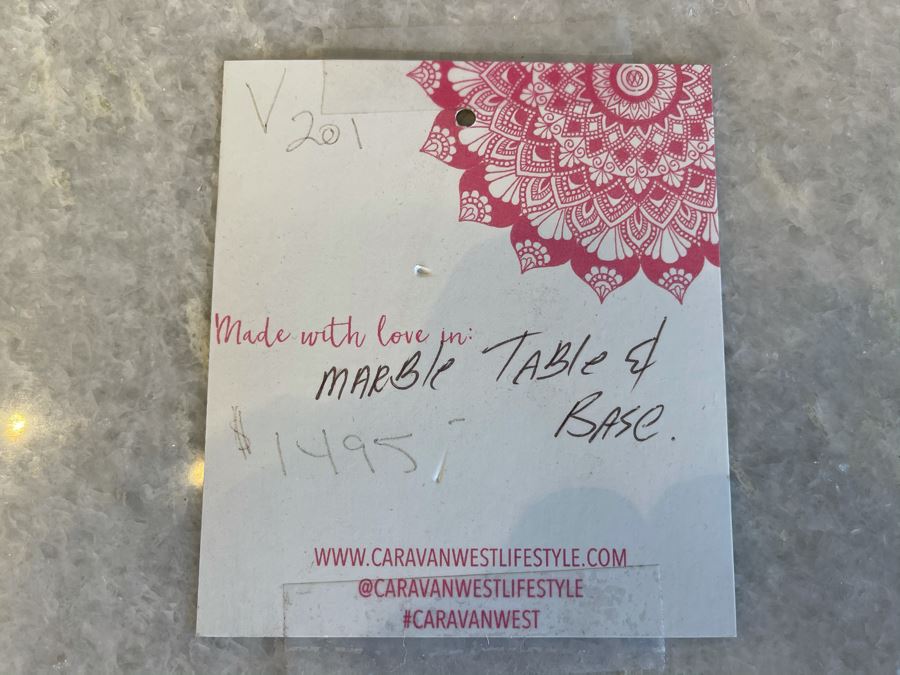 V
201
Made with love in:
MARBle TABle &
BASe.
$1495.-
WWW.CARAVANWESTLIFESTYLE.COM
@CARAVANWESTLIFESTYLE
#CARAVANWEST